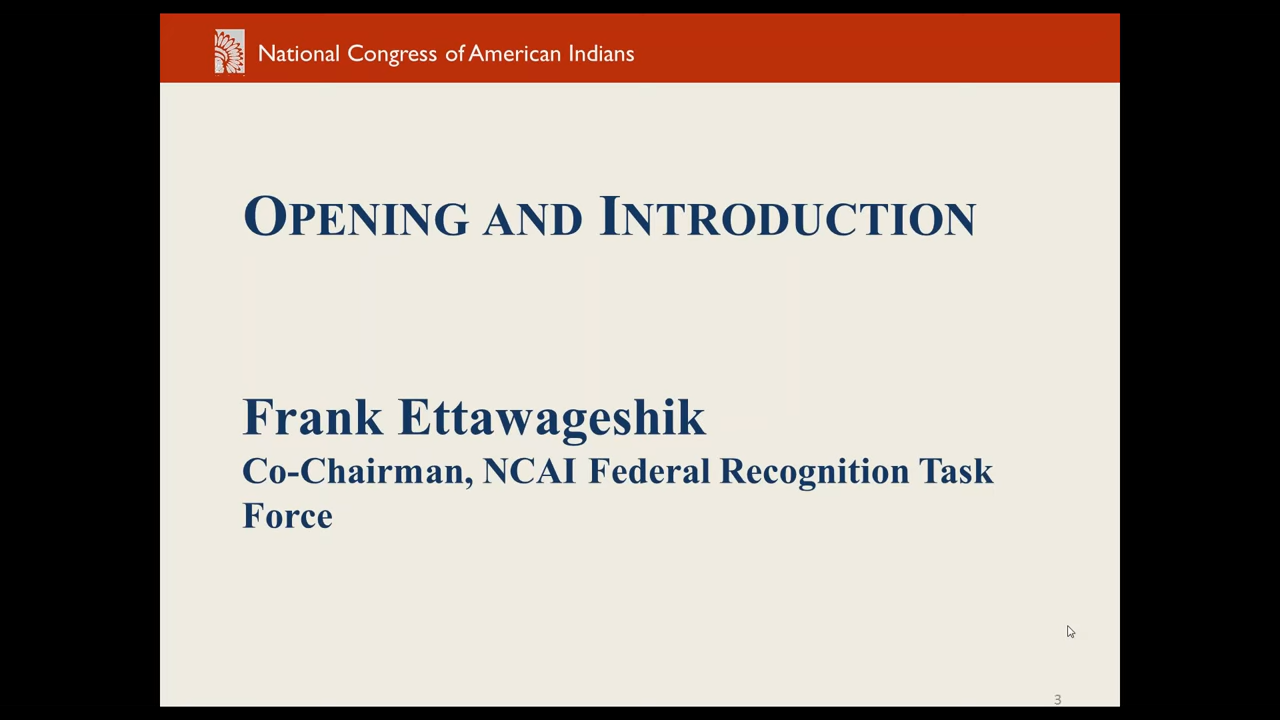 National Congress of American Indians
OPENING AND INTRODUCTION
Frank Ettawageshik
Co-Chairman, NCAI Federal Recognition Task
Force
3